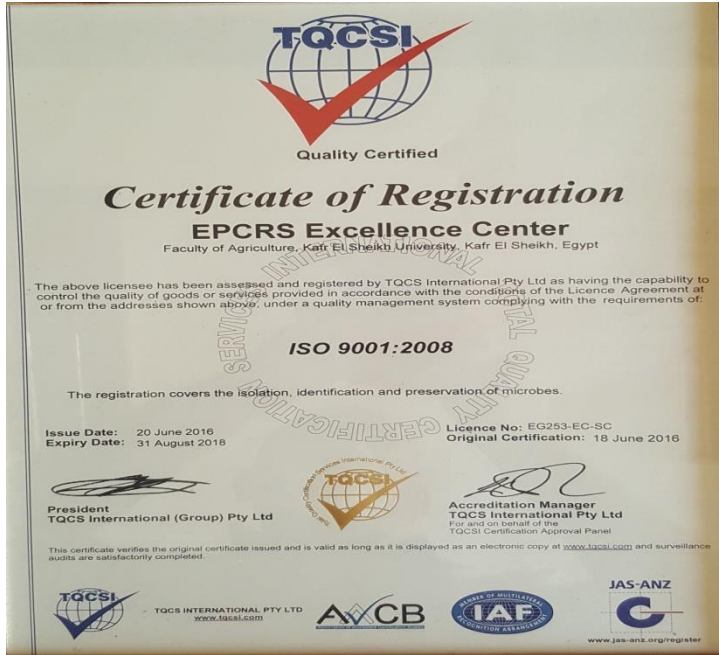 TQCSI
Quality Certified
Certificate of Registration
EPCRS Excellence Center
Faculty of Agriculture, Kafr El Sheikh University, Kafr El Sheikh, Egypt
The above licensee has been assessed and registered by TQCS International Pty Ltd as having the capability to
control the quality of goods or services provided in accordance with the conditions of the Licence Agreement at
or from the addresses shown above, under a quality management system complying with the requirements of:
ISO 9001:2008
The registration covers the isolation, identification and preservation of microbes.
Issue Date: 20 June 2016
Expiry Date: 31 August 2018
Licence No: EG253-EC-SC
Original Certification: 18 June 2016
TQCSI
President
TQCS International (Group) Pty Ltd
Accreditation Manager
TQCS International Pty Ltd
For and on behalf of the
TQCSI Certification Approval Panel
This certificate verifies the original certificate issued and is valid as long as it is displayed as an electronic copy at www.tqcsi.com and surveillance
audits are satisfactorily completed.
TQCSI
TQCS INTERNATIONAL PTY LTD
www.tqcsi.com
AACB
MEMBER OF MULTILATERAL
IAF
RECOGNITION ARRANGEMENT
JAS-ANZ
www.jas-anz.org/register